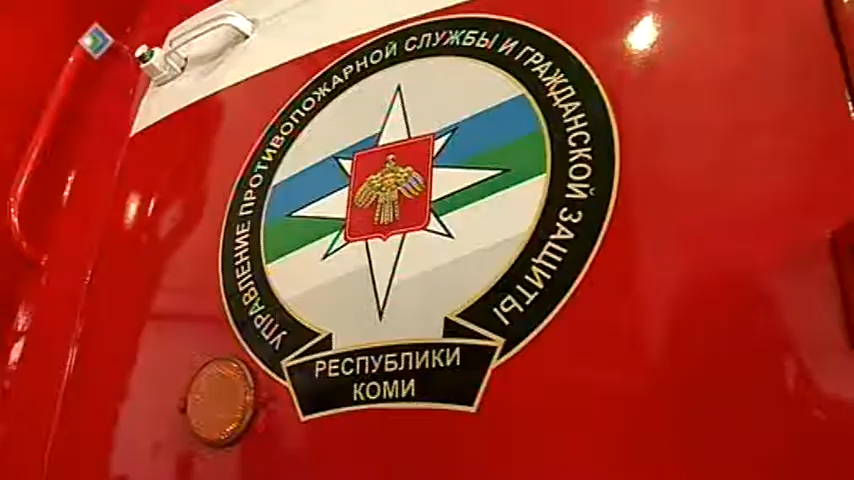 УПРАВЛЕНИЕ ПРОТИВОПОЖАРНОЙ СЛУЖБЫ И ГРАЖДАНСКОЙ ЗАЩИТЫ
РЕСПУБЛИКИ
КОМИ